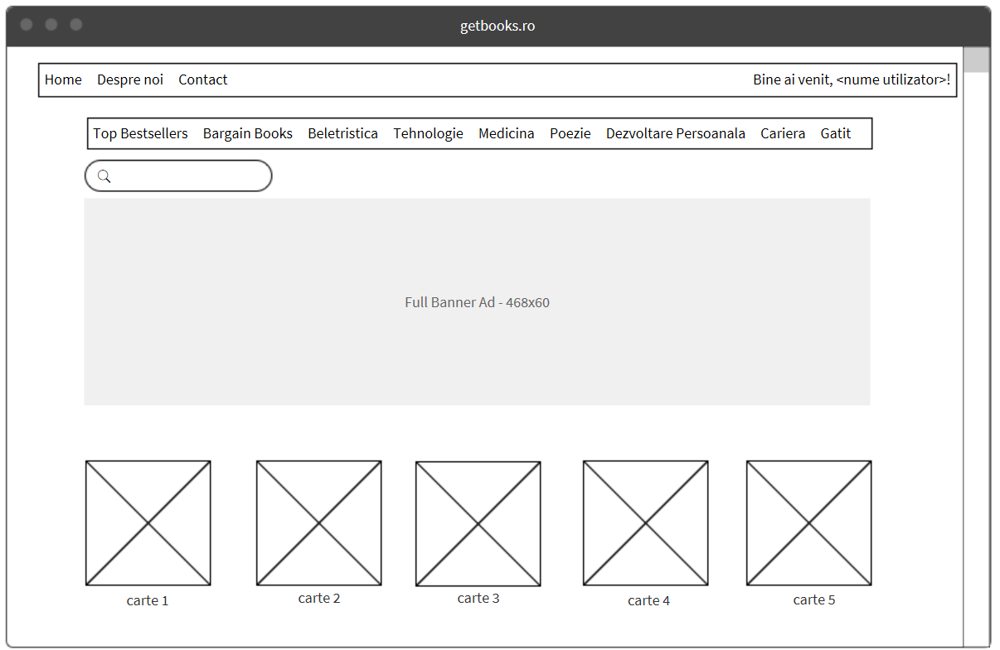 getbooks.ro
Home Despre noi Contact Bine ai venit, <nume utilizator>!
Top Bestsellers Bargain Books Beletristica Tehnologie Medicina Poezie Dezvoltare Persoanala Cariera Gatit
Full Banner Ad - 468x60
carte 1 carte 2 carte 3 carte 4 carte 5